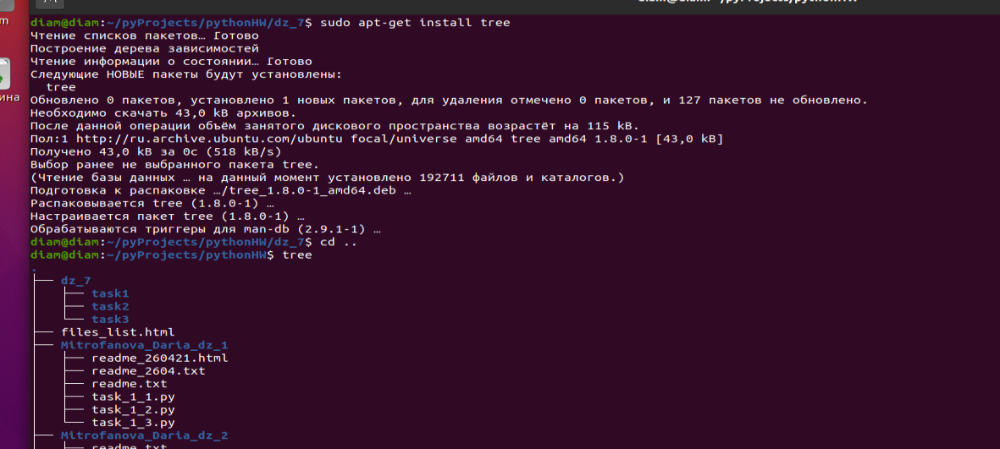 diam@diam:~/pyProjects/pythonHW/dz_7$ sudo apt-get install tree
Чтение списков пакетов… Готово
Построение дерева зависимостей
Чтение информации о состоянии… Готово
Следующие НОВЫЕ пакеты будут установлены:
  tree
Обновлено 0 пакетов, установлено 1 новых пакетов, для удаления отмечено 0 пакетов, и 127 пакетов не обновлено.
Необходимо скачать 43,0 kB архивов.
После данной операции объём занятого дискового пространства возрастёт на 115 kB.
Пол:1 http://ru.archive.ubuntu.com/ubuntu focal/universe amd64 tree amd64 1.8.0-1 [43,0 kB]
Получено 43,0 kB за 0с (518 kB/s)
Выбор ранее не выбранного пакета tree.
(Чтение базы данных … на данный момент установлено 192711 файлов и каталогов.)
Подготовка к распаковке …/tree_1.8.0-1_amd64.deb …
Распаковывается tree (1.8.0-1) …
Настраивается пакет tree (1.8.0-1) …
Обрабатываются триггеры для man-db (2.9.1-1) …
diam@diam:~/pyProjects/pythonHW/dz_7$ cd ..
diam@diam:~/pyProjects/pythonHW$ tree
.
├── dz_7
│   ├── task1
│   ├── task2
│   └── task3
├── files_list.html
├── Mitrofanova_Daria_dz_1
│   ├── readme_260421.html
│   ├── readme_2604.txt
│   ├── readme.txt
│   ├── task_1_1.py
│   ├── task_1_2.py
│   └── task_1_3.py
├── Mitrofanova_Daria_dz_2
│   ├── readme.txt